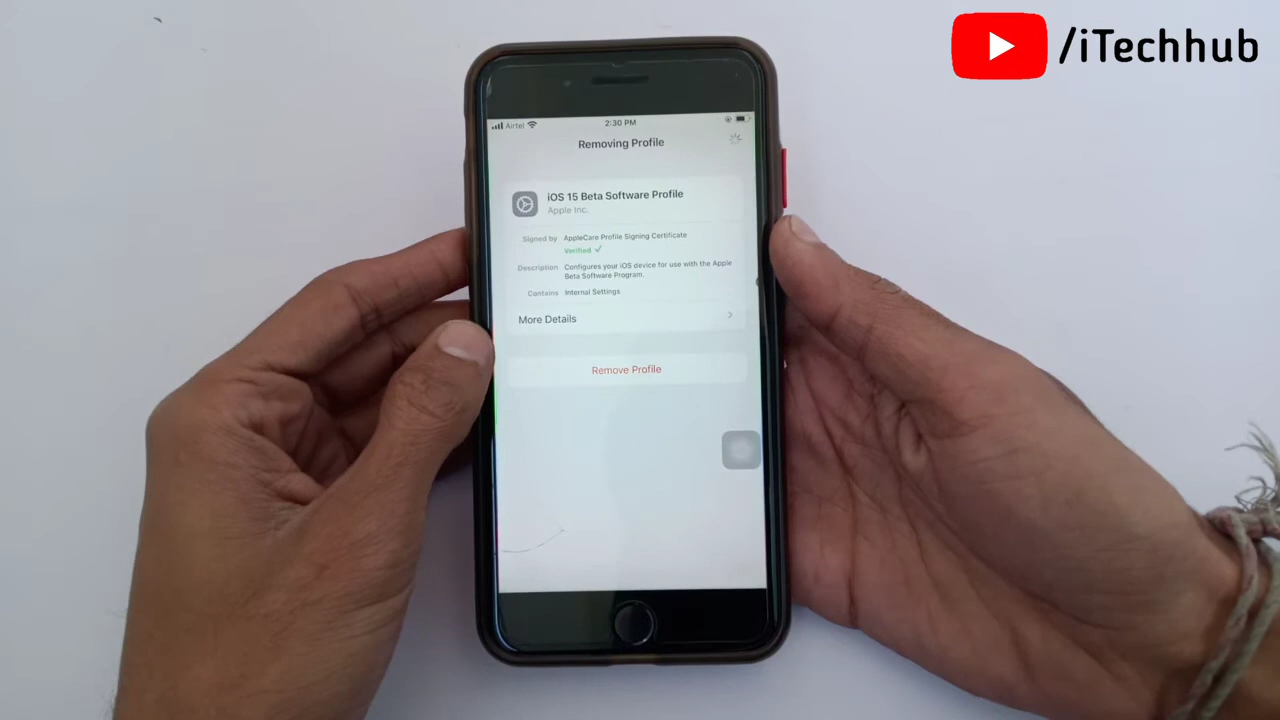 /iTechhub
Airtel
2:30 PM
Removing Profile
iOS 15 Beta Software Profile
Apple Inc.
Signed by AppleCare Profile Signing Certificate
Verified ✓
Description Configures your iOS device for use with the Apple
Beta Software Program.
Contains Internal Settings
More Details
Remove Profile